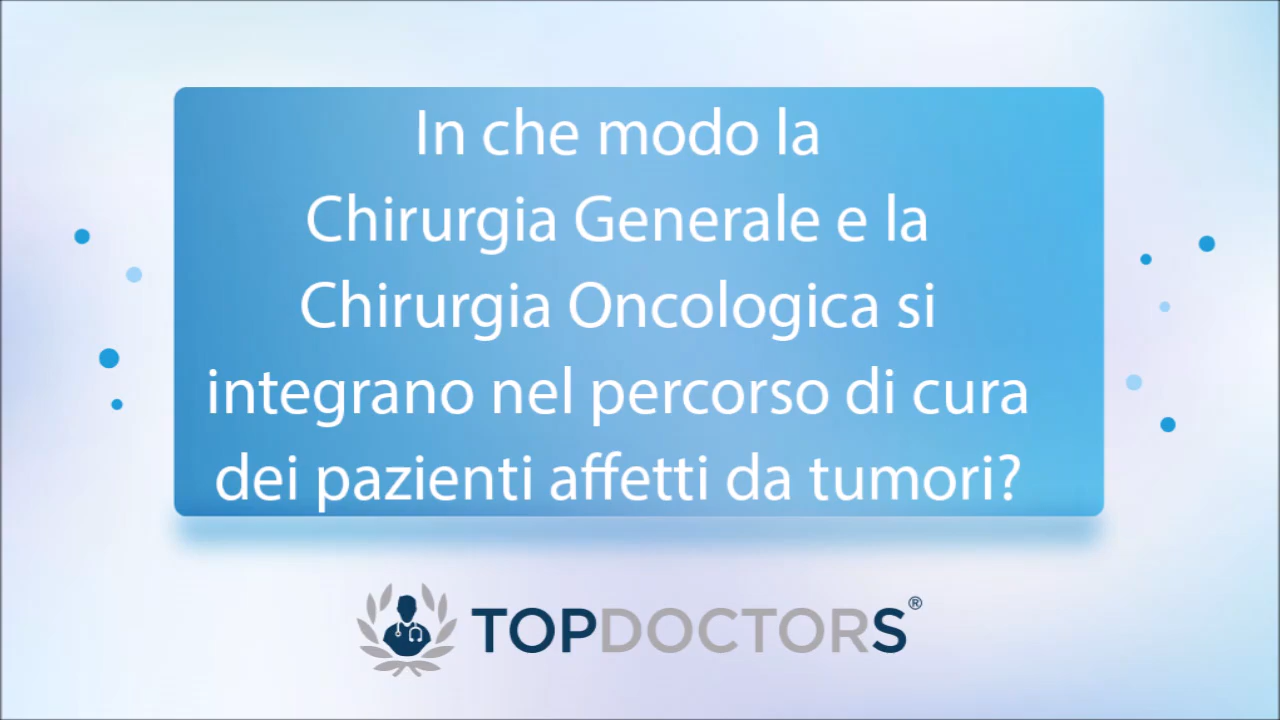 In che modo la
Chirurgia Generale e la
Chirurgia Oncologica si
integrano nel percorso di cura
dei pazienti affetti da tumori?
TOPDOCTORS®